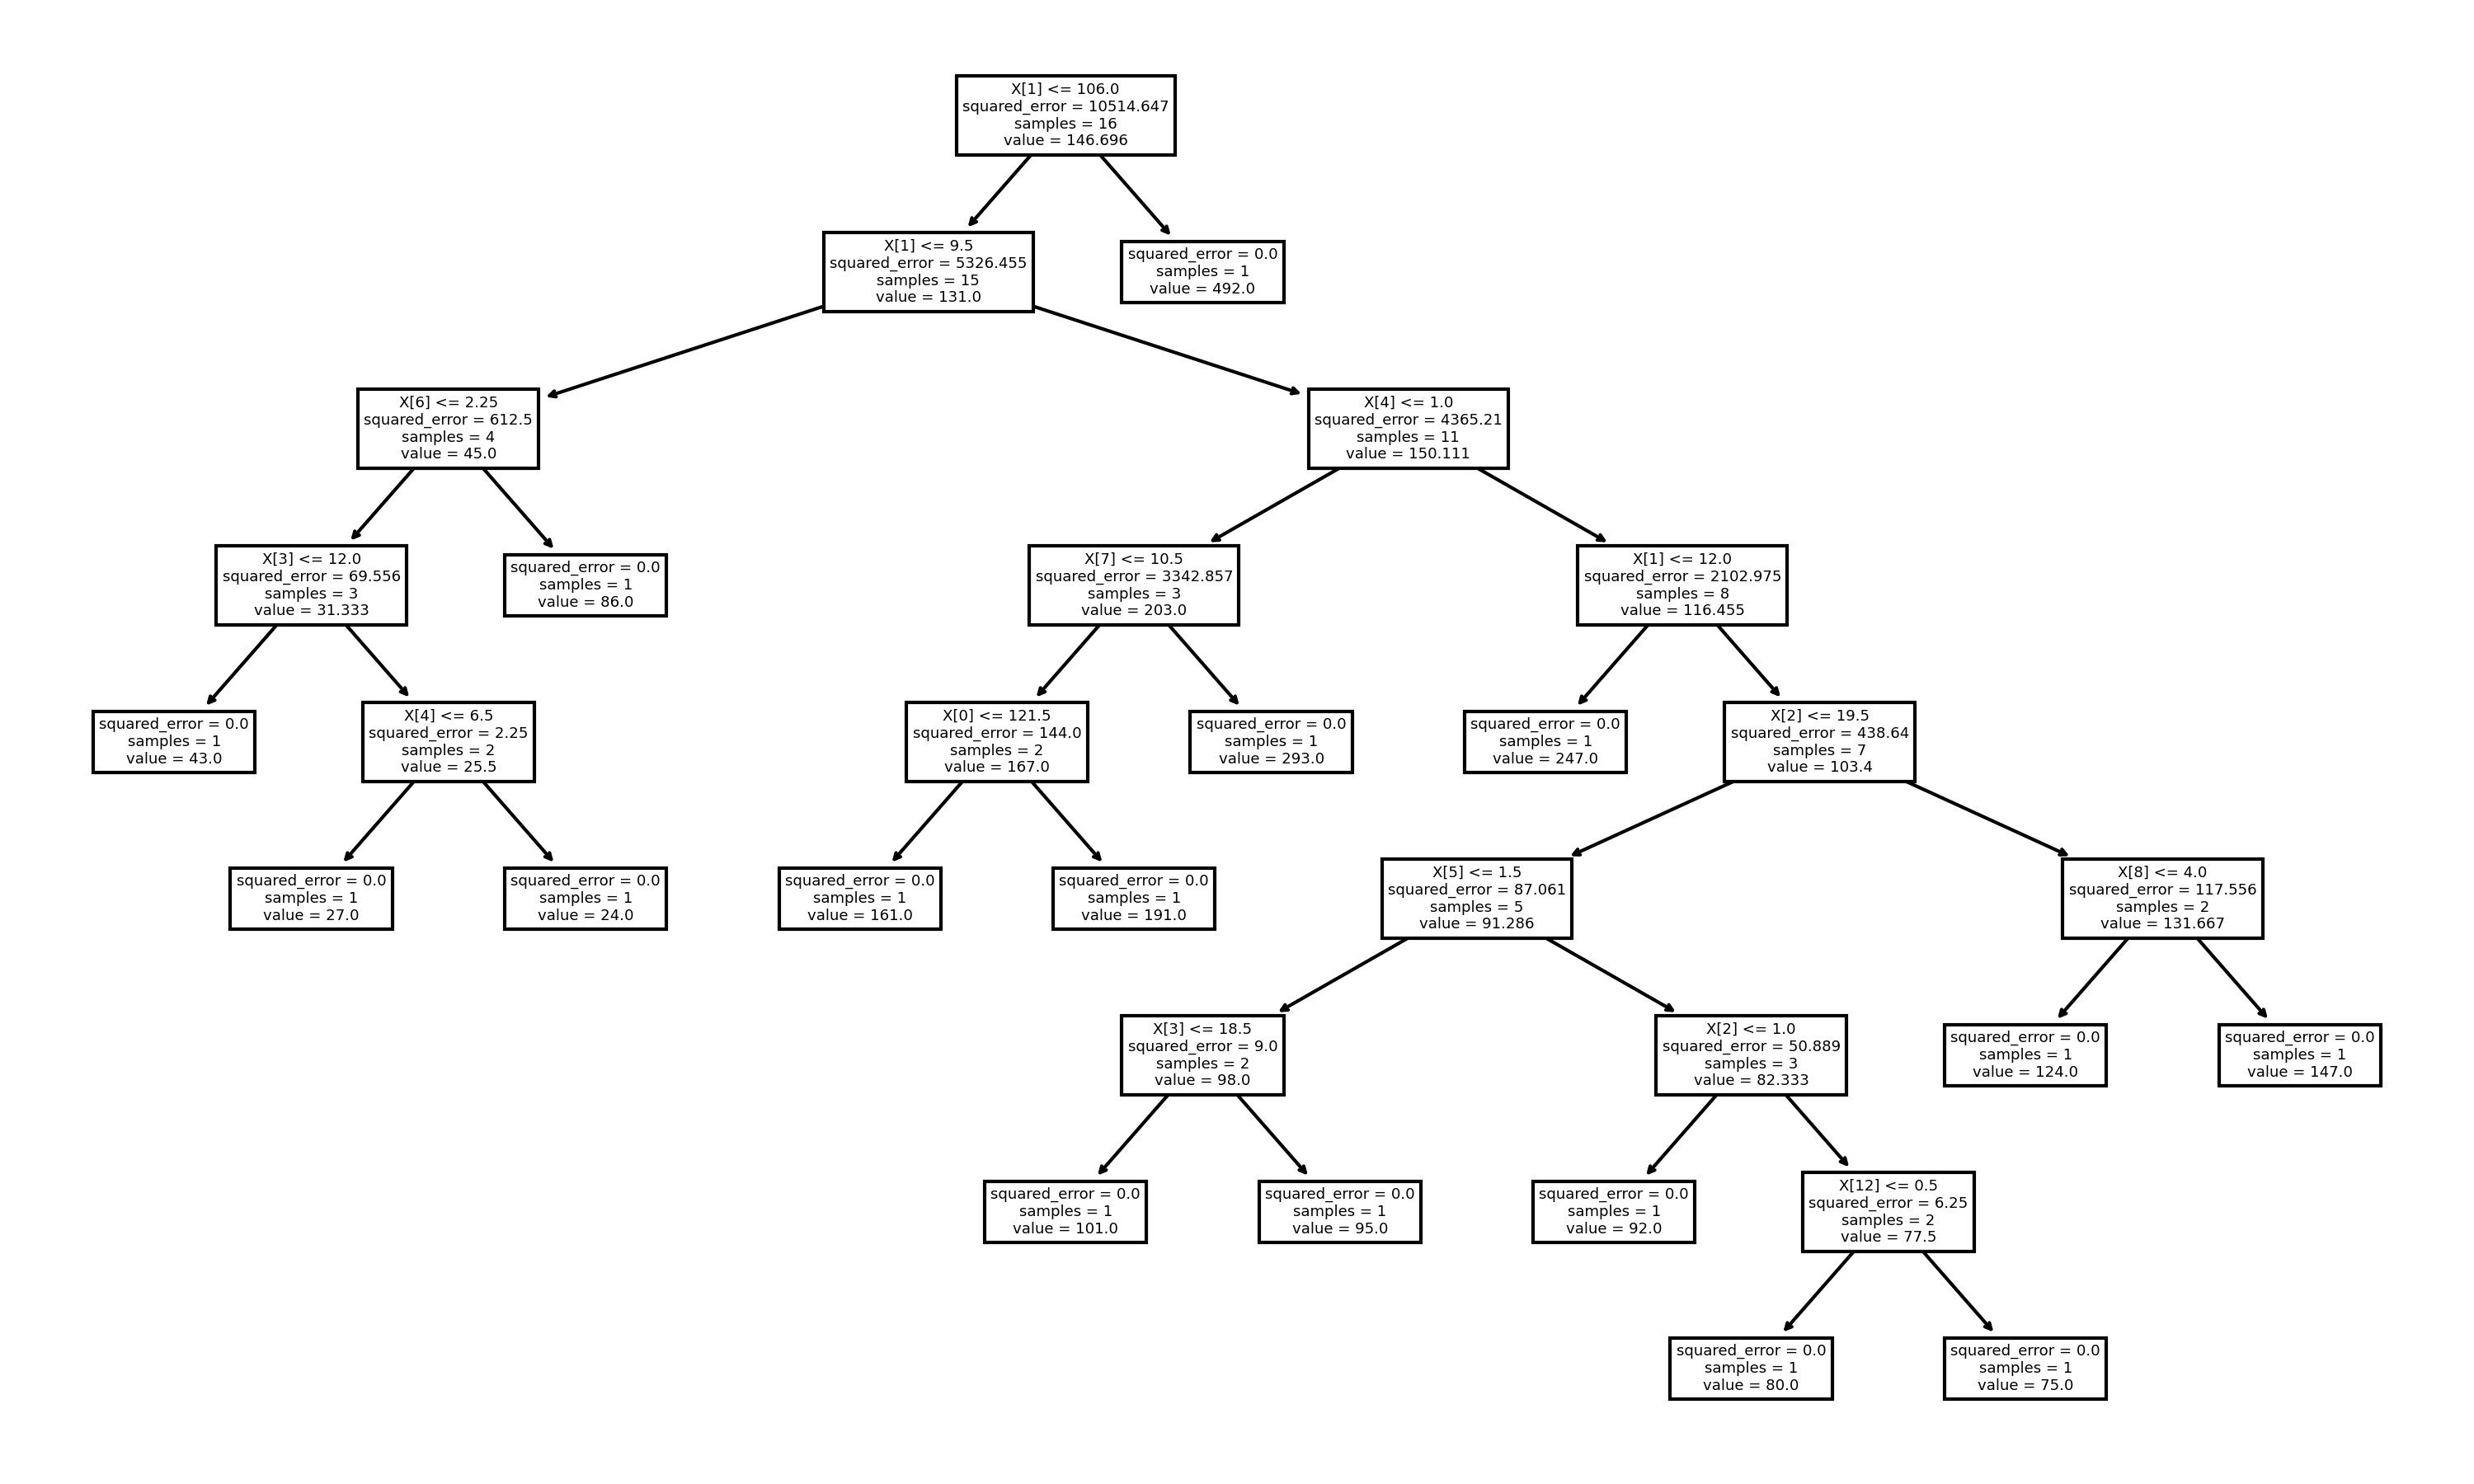 X[1] <= 106.0
squared_error = 10514.647
samples = 16
value = 146.696
X[1] <= 9.5
squared_error = 5326.455
samples = 15
value = 131.0
squared_error = 0.0
samples = 1
value = 492.0
X[6] <= 2.25
squared_error = 612.5
samples = 4
value = 45.0
X[4] <= 1.0
squared_error = 4365.21
samples = 11
value = 150.111
X[3] <= 12.0
squared_error = 69.556
samples = 3
value = 31.333
squared_error = 0.0
samples = 1
value = 86.0
X[7] <= 10.5
squared_error = 3342.857
samples = 3
value = 203.0
X[1] <= 12.0
squared_error = 2102.975
samples = 8
value = 116.455
squared_error = 0.0
samples = 1
value = 43.0
X[4] <= 6.5
squared_error = 2.25
samples = 2
value = 25.5
X[0] <= 121.5
squared_error = 144.0
samples = 2
value = 167.0
squared_error = 0.0
samples = 1
value = 293.0
squared_error = 0.0
samples = 1
value = 247.0
X[2] <= 19.5
squared_error = 438.64
samples = 7
value = 103.4
squared_error = 0.0
samples = 1
value = 27.0
squared_error = 0.0
samples = 1
value = 24.0
squared_error = 0.0
samples = 1
value = 161.0
squared_error = 0.0
samples = 1
value = 191.0
X[5] <= 1.5
squared_error = 87.061
samples = 5
value = 91.286
X[8] <= 4.0
squared_error = 117.556
samples = 2
value = 131.667
X[3] <= 18.5
squared_error = 9.0
samples = 2
value = 98.0
X[2] <= 1.0
squared_error = 50.889
samples = 3
value = 82.333
squared_error = 0.0
samples = 1
value = 124.0
squared_error = 0.0
samples = 1
value = 147.0
squared_error = 0.0
samples = 1
value = 101.0
squared_error = 0.0
samples = 1
value = 95.0
squared_error = 0.0
samples = 1
value = 92.0
X[12] <= 0.5
squared_error = 6.25
samples = 2
value = 77.5
squared_error = 0.0
samples = 1
value = 80.0
squared_error = 0.0
samples = 1
value = 75.0